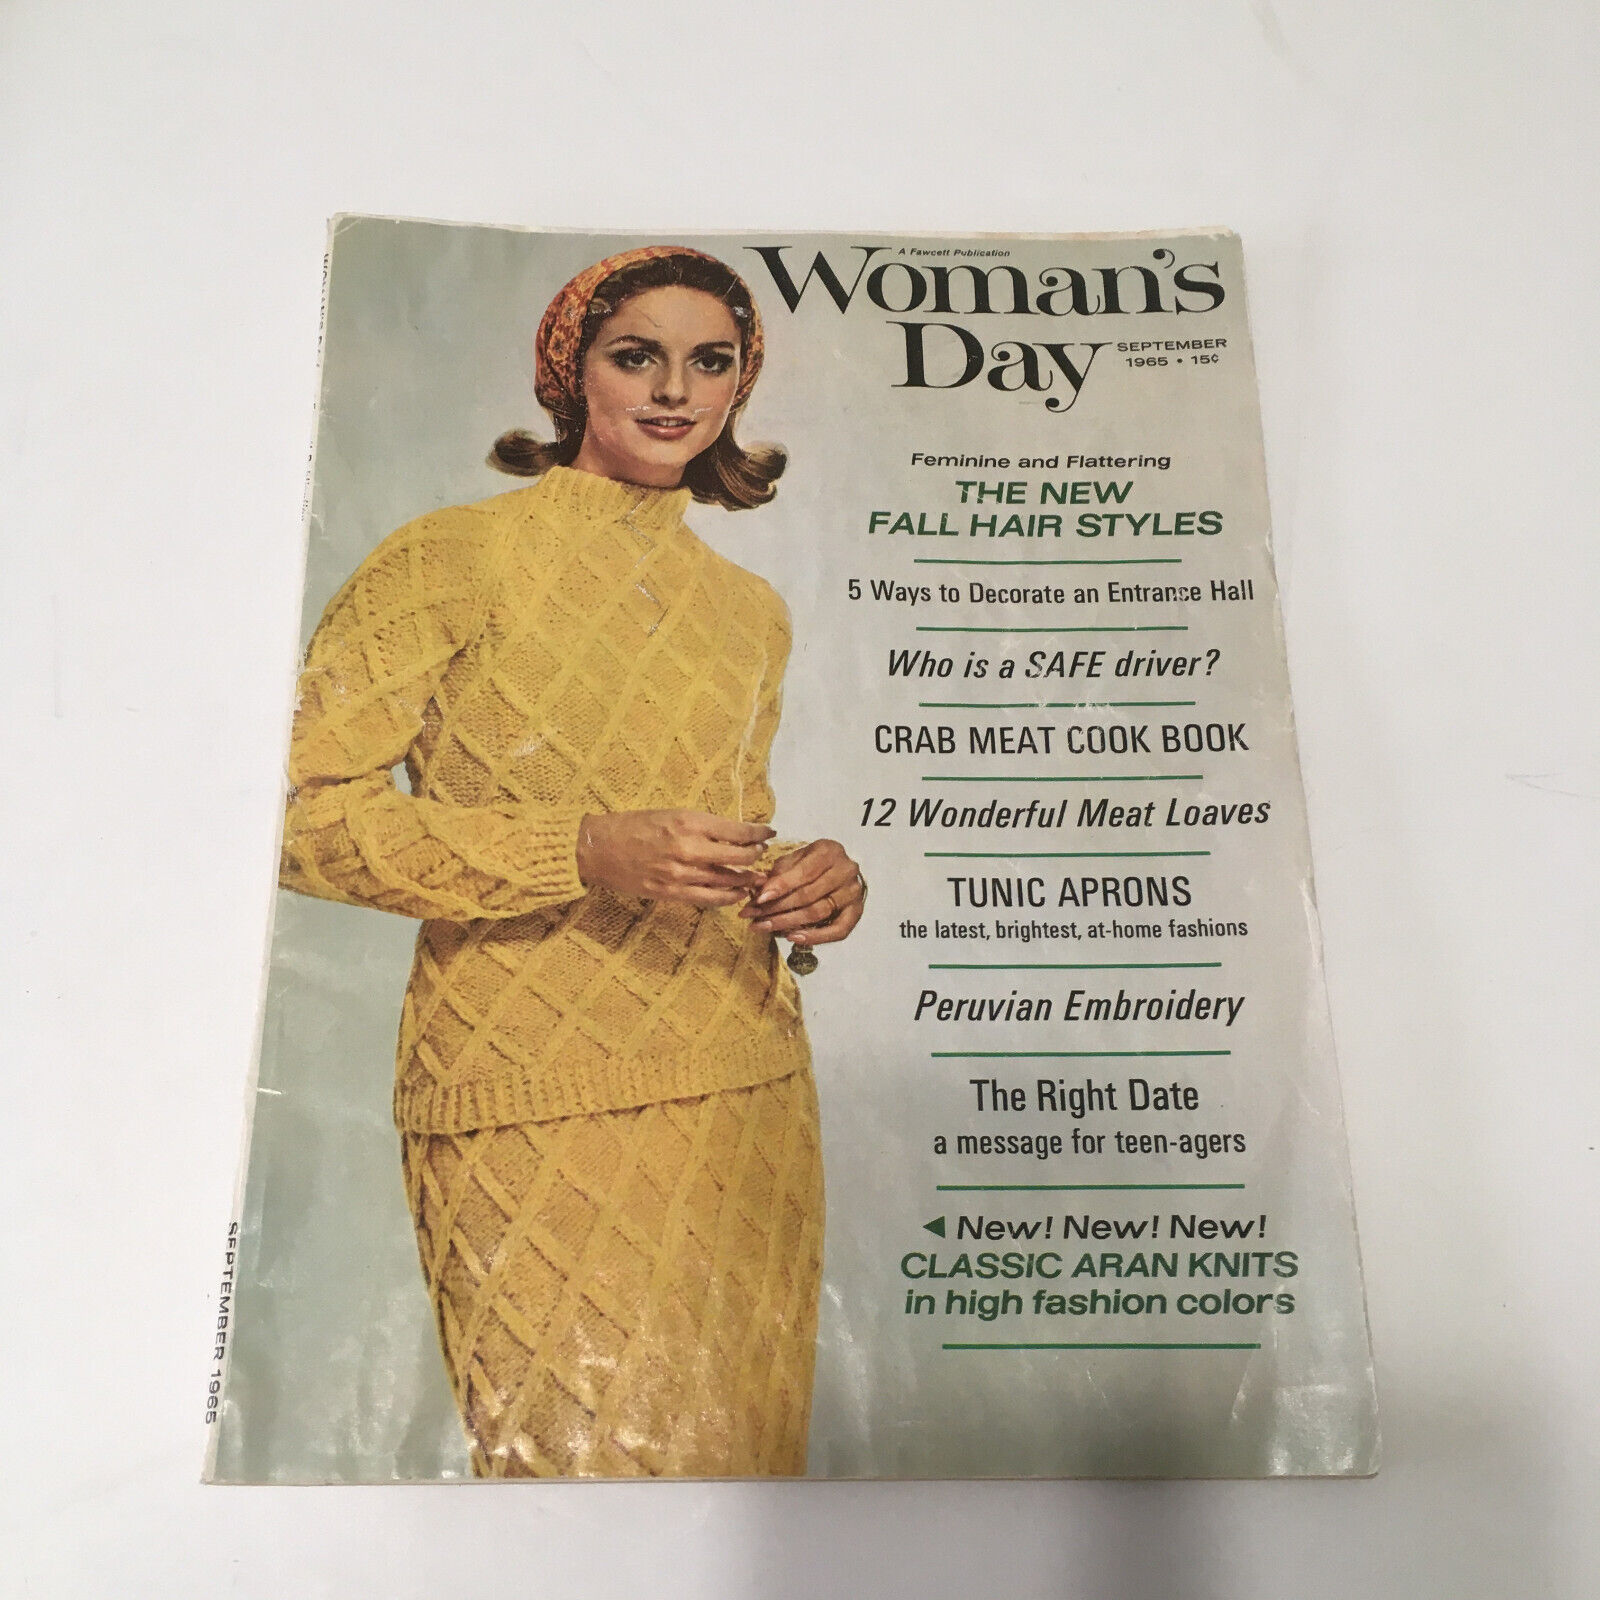 A Fawcett Publication
Woman's
Day
SEPTEMBER
1965 • 15¢
Feminine and Flattering
THE NEW
FALL HAIR STYLES
5 Ways to Decorate an Entrance Hall
Who is a SAFE driver?
CRAB MEAT COOK BOOK
12 Wonderful Meat Loaves
TUNIC APRONS
the latest, brightest, at-home fashions
Peruvian Embroidery
The Right Date
a message for teen-agers
◀ New! New! New!
CLASSIC ARAN KNITS
in high fashion colors
SEPTEMBER 1965